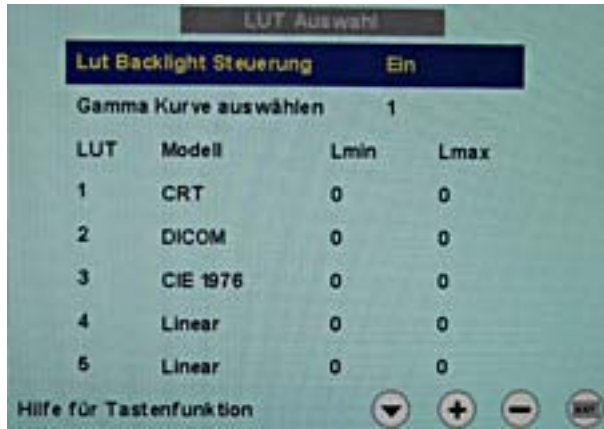 LUT Auswahl
Lut Backlight Steuerung Ein
Gamma Kurve auswählen 1
LUT Modell Lmin Lmax
1 CRT 0 0
2 DICOM 0 0
3 CIE 1976 0 0
4 Linear 0 0
5 Linear 0 0
Hilfe für Tastenfunktion EXIT